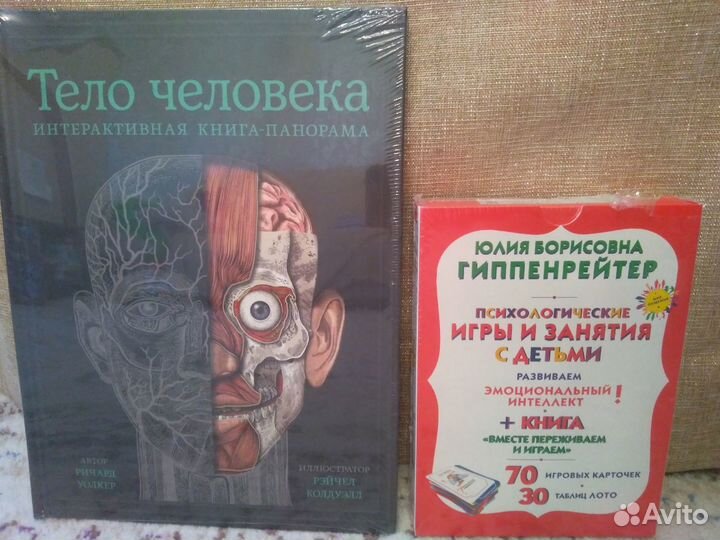 Тело человека
ИНТЕРАКТИВНАЯ КНИГА-ПАНОРАМА
АВТОР
РИЧАРД
УОЛКЕР
ИЛЛЮСТРАТОР
РЭЙЧЕЛ
КОЛДУЭЛЛ
ЮЛИЯ БОРИСОВНА
ГИППЕНРЕЙТЕР
ПСИХОЛОГИЧЕСКИЕ
ИГРЫ И ЗАНЯТИЯ
С ДЕТЬМИ
РАЗВИВАЕМ
ЭМОЦИОНАЛЬНЫЙ
ИНТЕЛЛЕКТ!
+ КНИГА
«ВМЕСТЕ ПЕРЕЖИВАЕМ
И ИГРАЕМ»
70 ИГРОВЫХ КАРТОЧЕК
30 ТАБЛИЦ ЛОТО
Avito